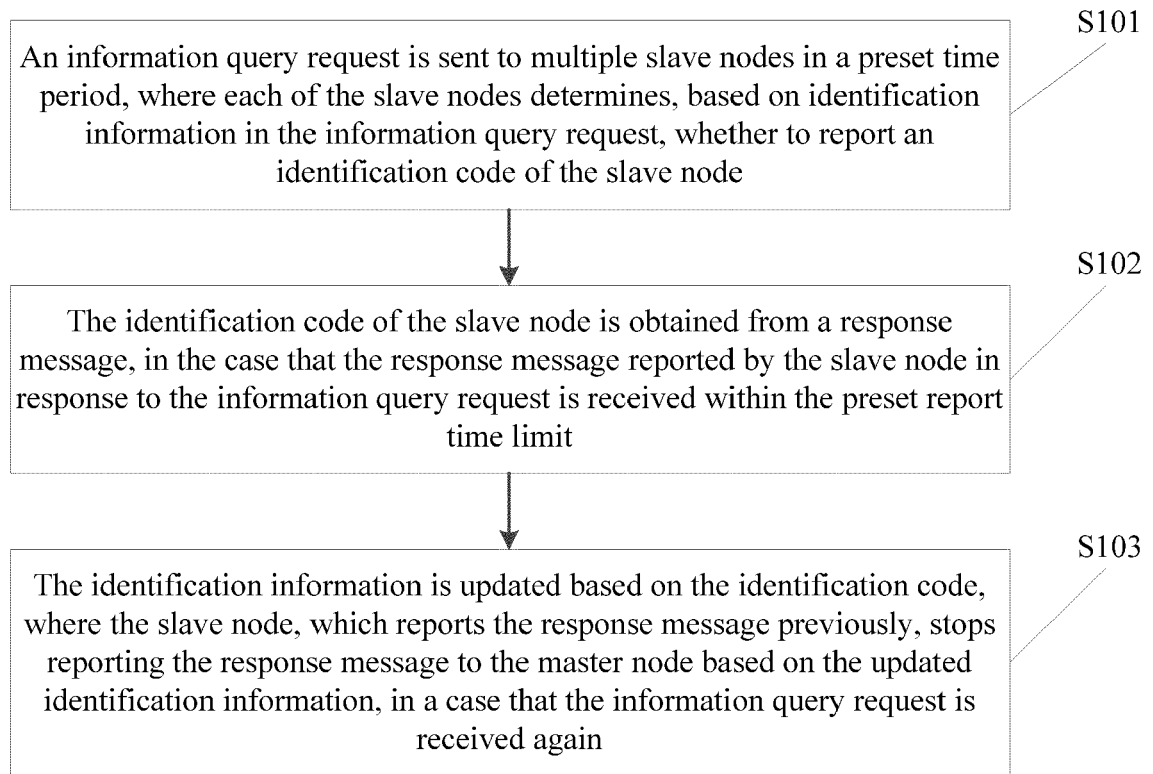 S101
An information query request is sent to multiple slave nodes in a preset time
period, where each of the slave nodes determines, based on identification
information in the information query request, whether to report an
identification code of the slave node
S102
The identification code of the slave node is obtained from a response
message, in the case that the response message reported by the slave node in
response to the information query request is received within the preset report
time limit
S103
The identification information is updated based on the identification code,
where the slave node, which reports the response message previously, stops
reporting the response message to the master node based on the updated
identification information, in a case that the information query request is
received again